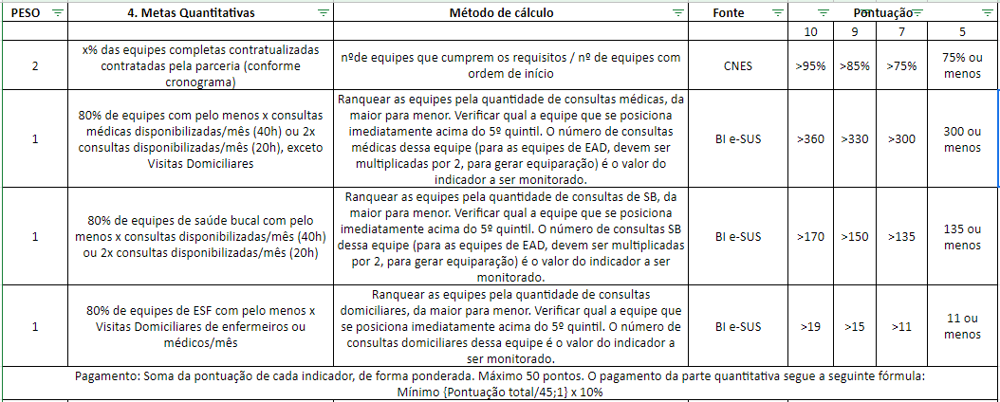 PESO 4. Metas Quantitativas Método de cálculo Fonte Pontuação
10 9 7 5
2
x% das equipes completas contratualizadas
contratadas pela parceria (conforme
cronograma)
nºde equipes que cumprem os requisitos / nº de equipes com
ordem de início
CNES
>95% >85% >75%
75% ou
menos
1
80% de equipes com pelo menos x consultas
médicas disponibilizadas/mês (40h) ou 2x
consultas disponibilizadas/mês (20h), exceto
Visitas Domiciliares
Ranquear as equipes pela quantidade de consultas médicas, da
maior para menor. Verificar qual a equipe que se posiciona
imediatamente acima do 5º quintil. O número de consultas
médicas dessa equipe (para as equipes de EAD, devem ser
multiplicadas por 2, para gerar equiparação) é o valor do
indicador a ser monitorado.
BI e-SUS
>360 >330 >300
300 ou
menos
1
80% de equipes de saúde bucal com pelo
menos x consultas disponibilizadas/mês (40h)
ou 2x consultas disponibilizadas/mês (20h)
Ranquear as equipes pela quantidade de consultas de SB, da
maior para menor. Verificar qual a equipe que se posiciona
imediatamente acima do 5º quintil. O número de consultas SB
dessa equipe (para as equipes de EAD, devem ser multiplicadas
por 2, para gerar equiparação) é o valor do indicador a ser
monitorado.
BI e-SUS
>170 >150 >135
135 ou
menos
1
80% de equipes de ESF com pelo menos x
Visitas Domiciliares de enfermeiros ou
médicos/mês
Ranquear as equipes pela quantidade de consultas
domiciliares, da maior para menor. Verificar qual a equipe que
se posiciona imediatamente acima do 5º quintil. O número de
consultas domiciliares dessa equipe é o valor do indicador a
ser monitorado.
BI e-SUS
>19 >15 >11
11 ou
menos
Pagamento: Soma da pontuação de cada indicador, de forma ponderada. Máximo 50 pontos. O pagamento da parte quantitativa segue a seguinte fórmula:
Mínimo {Pontuação total/45;1} x 10%